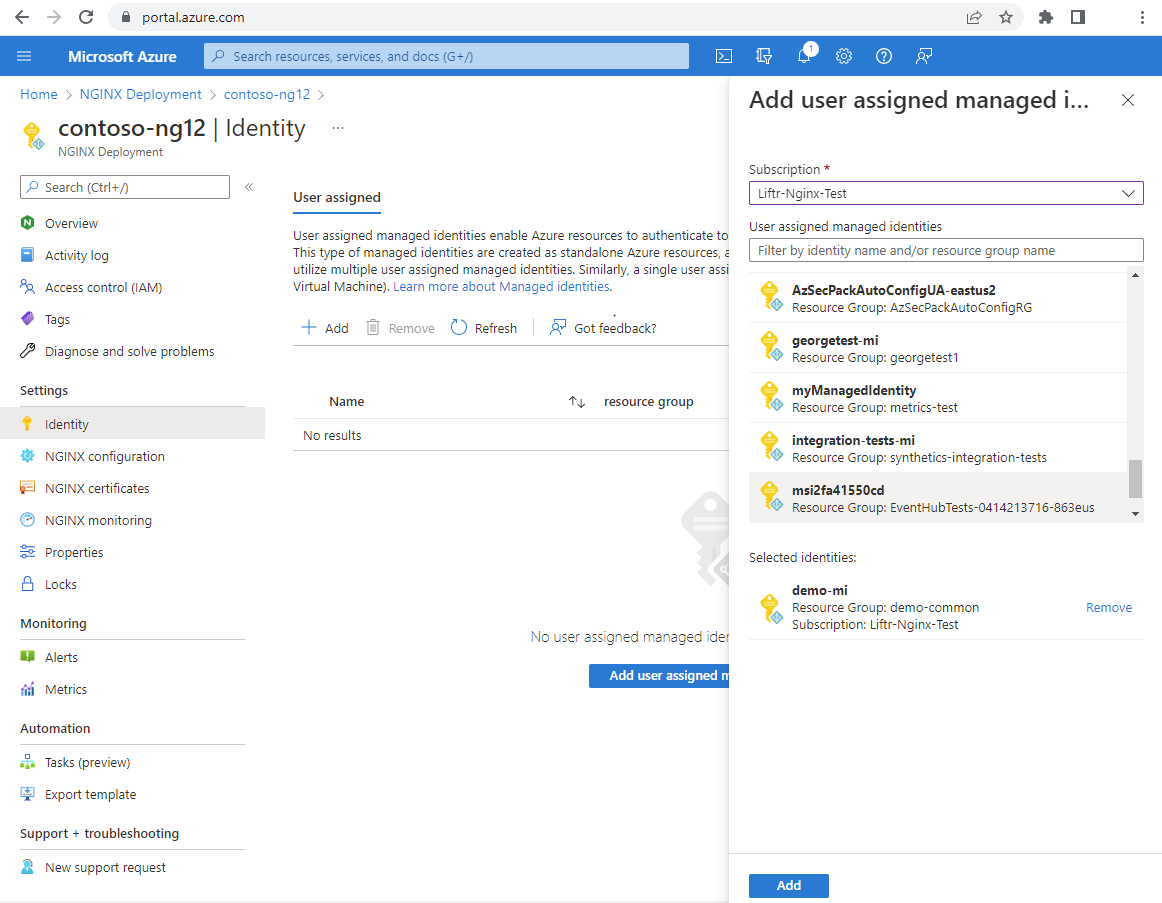 portal.azure.com
Microsoft Azure
Search resources, services, and docs (G+/)
1
Home > NGINX Deployment > contoso-ng12 >
contoso-ng12 | Identity ...
NGINX Deployment
Search (Ctrl+/)
«
Overview
Activity log
Access control (IAM)
Tags
Diagnose and solve problems
Settings
Identity
NGINX configuration
NGINX certificates
NGINX monitoring
Properties
Locks
Monitoring
Alerts
Metrics
Automation
Tasks (preview)
Export template
Support + troubleshooting
New support request
User assigned
User assigned managed identities enable Azure resources to authenticate to
This type of managed identities are created as standalone Azure resources,
utilize multiple user assigned managed identities. Similarly, a single user assi
Virtual Machine). Learn more about Managed identities.
Add Remove Refresh Got feedback?
Name resource group
No results
No user assigned managed iden
Add user assigned m
Add user assigned managed i...
Subscription *
Liftr-Nginx-Test
User assigned managed identities
Filter by identity name and/or resource group name
AzSecPackAutoConfigUA-eastus2
Resource Group: AzSecPackAutoConfigRG
georgetest-mi
Resource Group: georgetest1
myManagedIdentity
Resource Group: metrics-test
integration-tests-mi
Resource Group: synthetics-integration-tests
msi2fa41550cd
Resource Group: EventHubTests-0414213716-863eus
Selected identities:
demo-mi
Resource Group: demo-common
Subscription: Liftr-Nginx-Test
Remove
Add